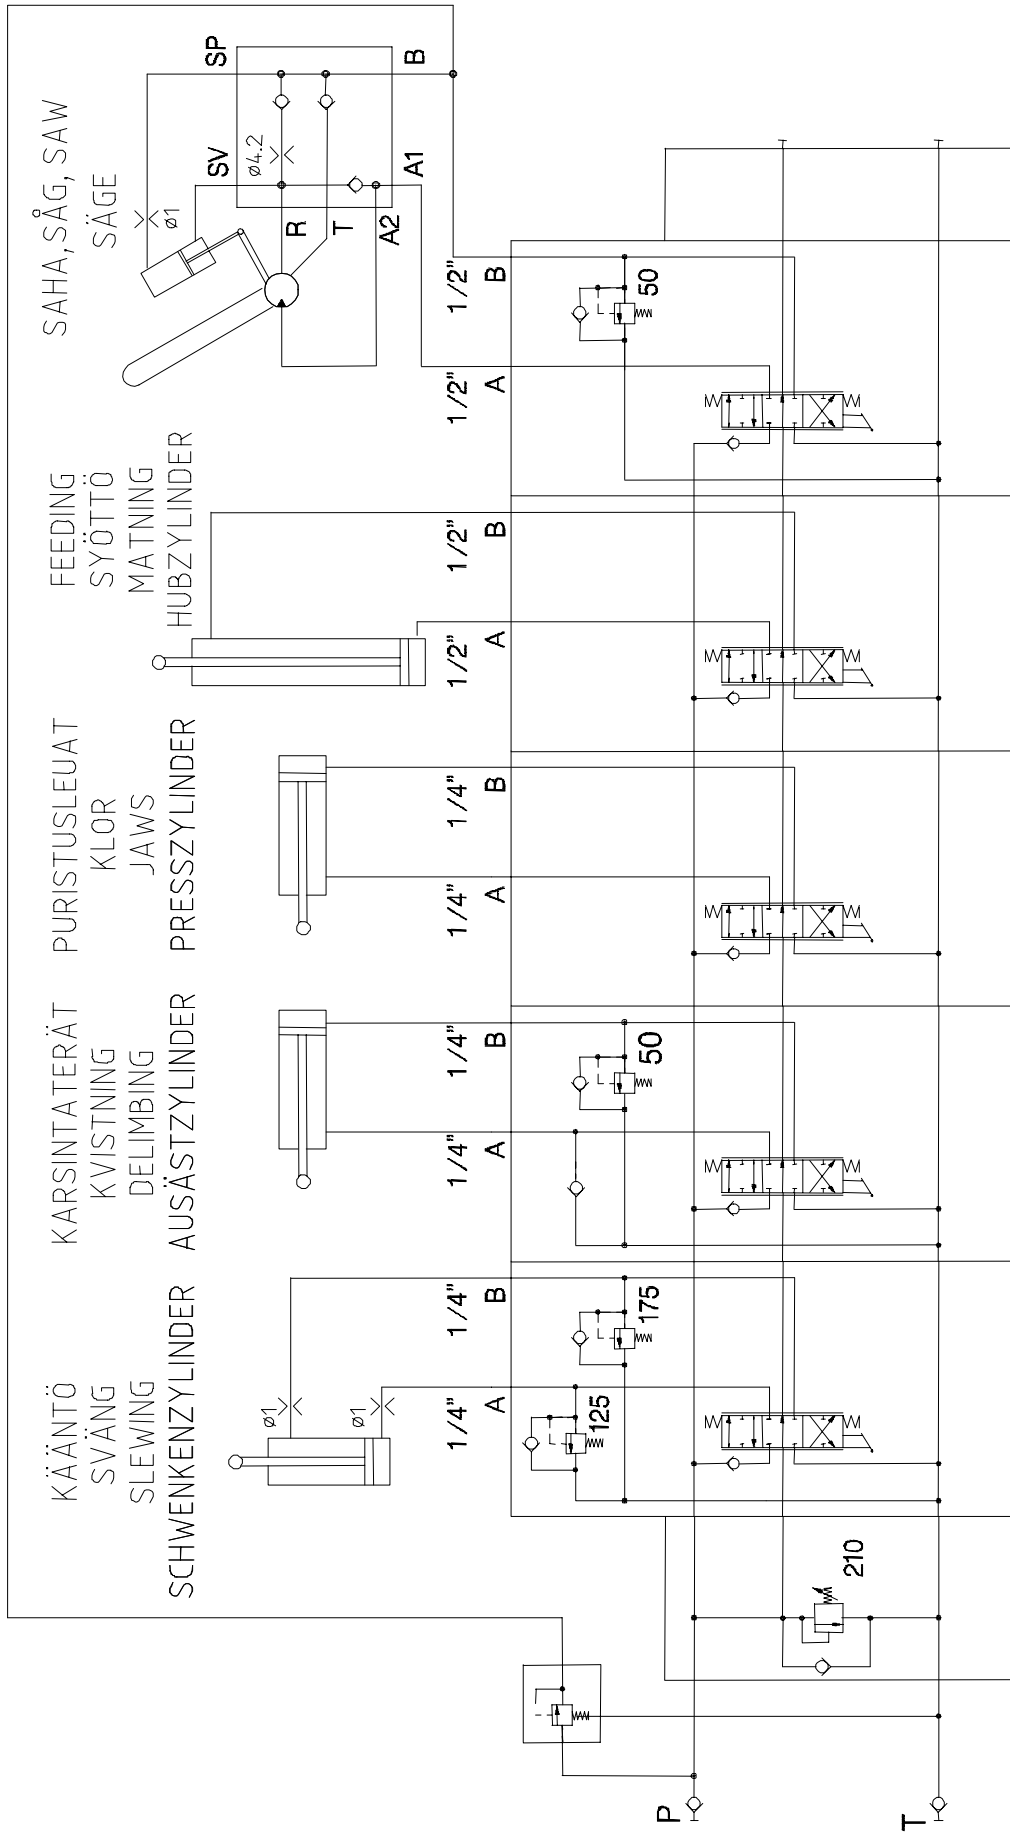 KÄÄNTÖ
SVÄNG
SLEWING
SCHWENKENZYLINDER
KARSINTATERÄT
KVISTNING
DELIMBING
AUSÄSTZYLINDER
PURISTUSLEUAT
KLOR
JAWS
PRESSZYLINDER
FEEDING
SYÖTTÖ
MATNING
HUBZYLINDER
SAHA, SÅG, SAW
SÄGE
ø1
SP
SV
ø4.2
B
A1
R
T
A2
ø1
ø1
1/4" 1/4" 1/4" 1/4" 1/4" 1/4" 1/2" 1/2" 1/2" 1/2"
A B A B A B A B A B
125
175
50
50
210
P
T